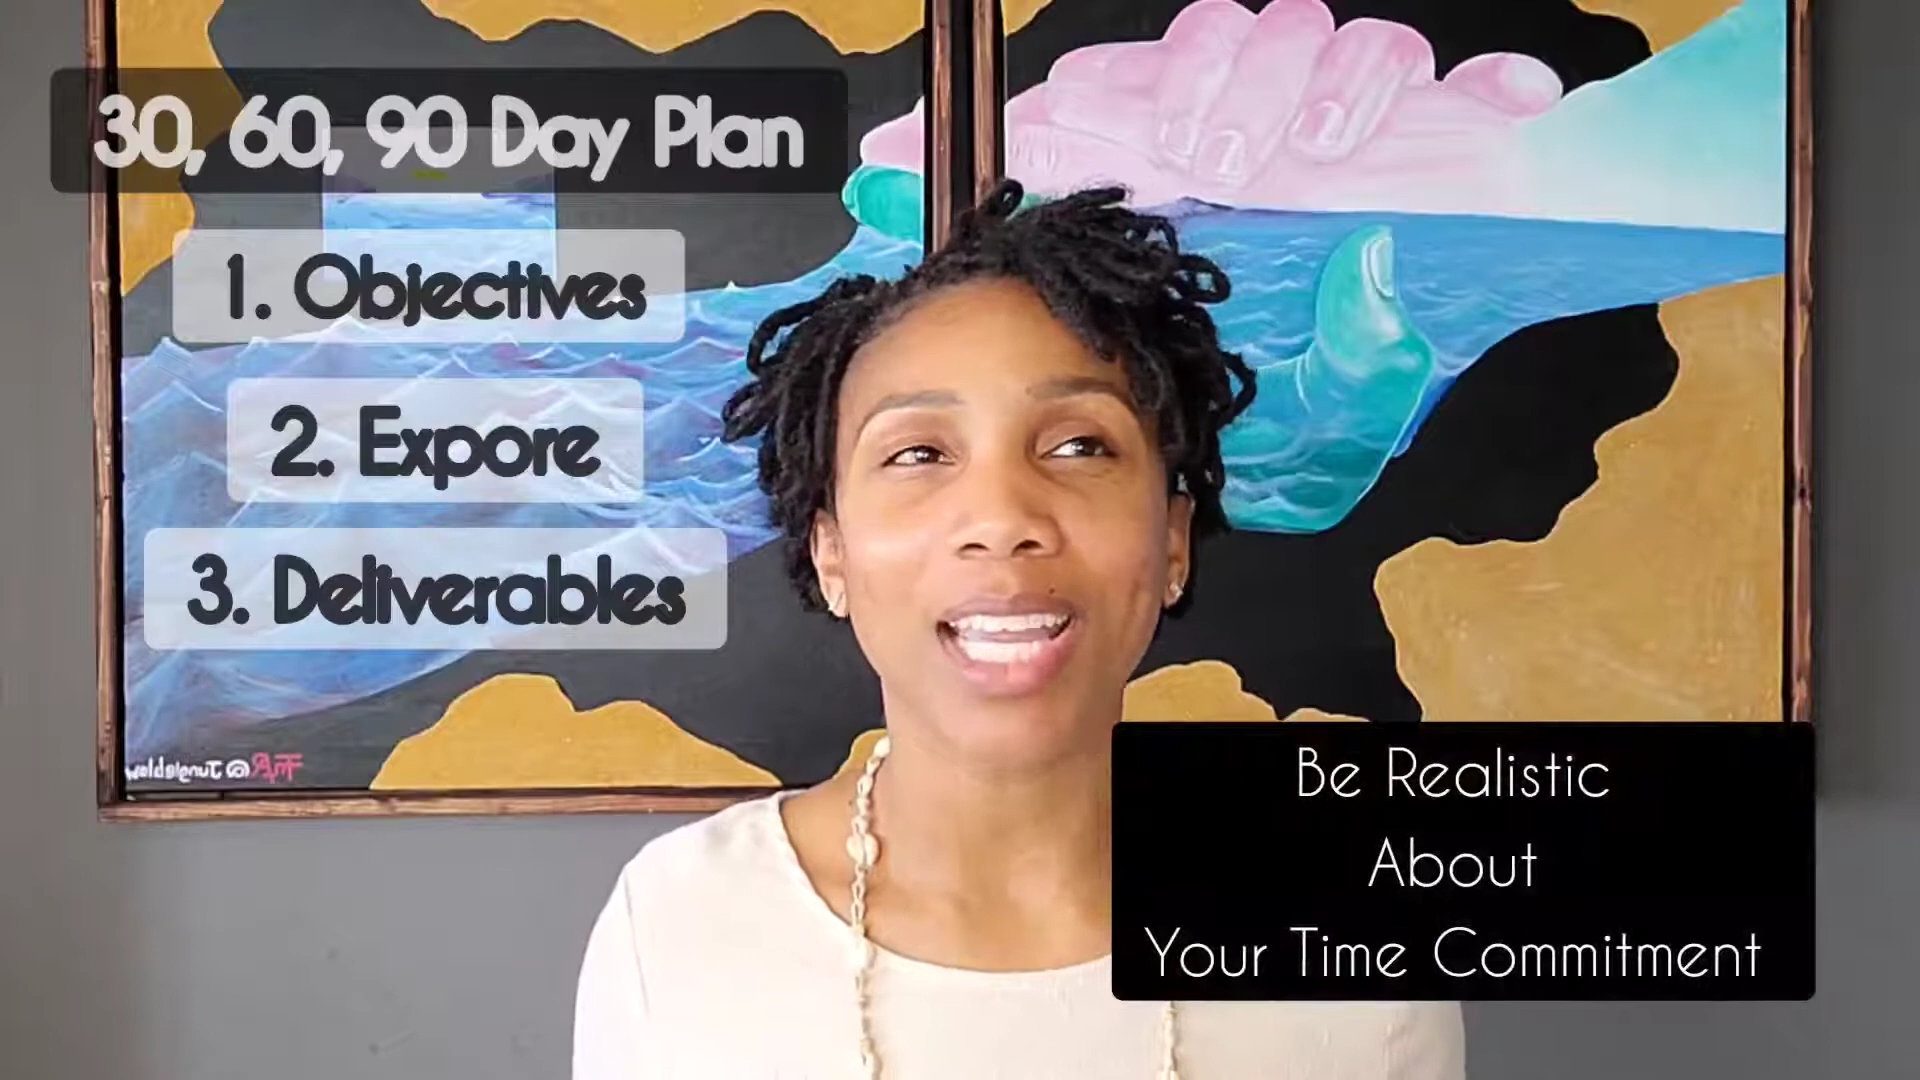 30, 60, 90 Day Plan
1. Objectives
2. Expore
3. Deliverables
Be Realistic
About
Your Time Commitment